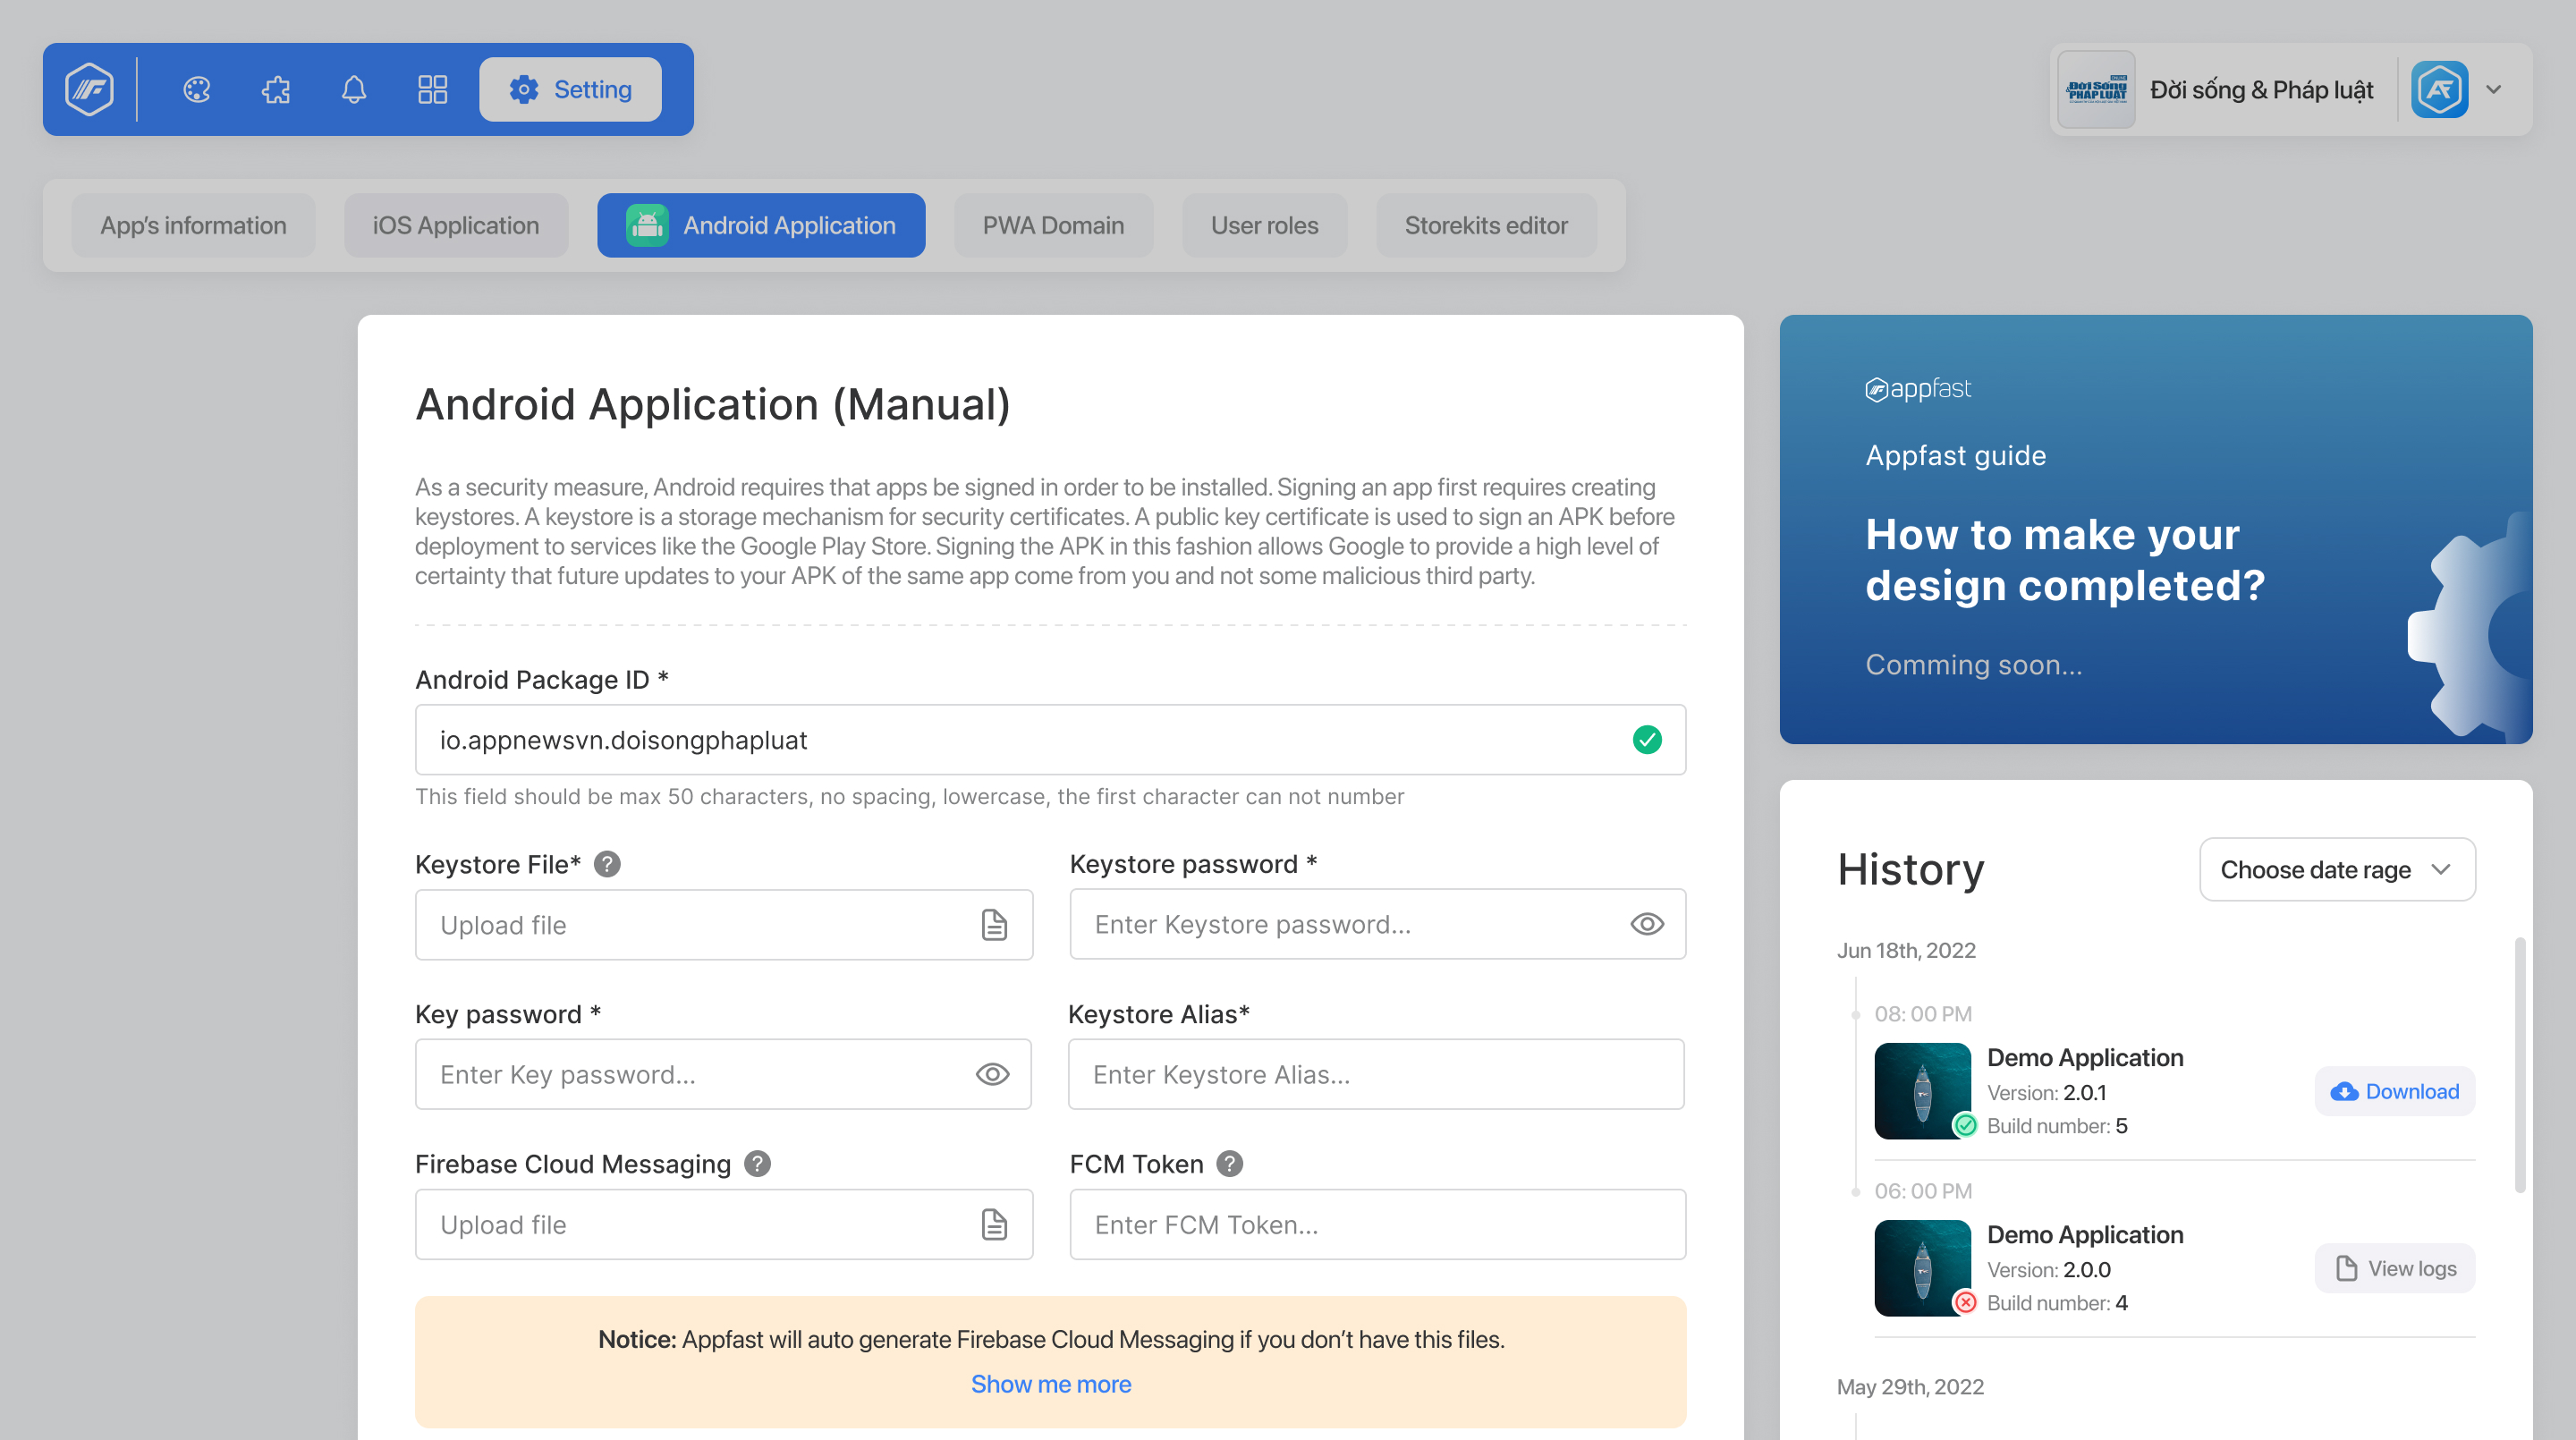 Setting
Đời Sống
& PHÁP LUẬT
Đời sống & Pháp luật
App's information
iOS Application
Android Application
PWA Domain
User roles
Storekits editor
Android Application (Manual)
As a security measure, Android requires that apps be signed in order to be installed. Signing an app first requires creating
keystores. A keystore is a storage mechanism for security certificates. A public key certificate is used to sign an APK before
deployment to services like the Google Play Store. Signing the APK in this fashion allows Google to provide a high level of
certainty that future updates to your APK of the same app come from you and not some malicious third party.
Android Package ID *
io.appnewsvn.doisongphapluat
This field should be max 50 characters, no spacing, lowercase, the first character can not number
Keystore File*
Upload file
Keystore password *
Enter Keystore password...
Key password *
Enter Key password...
Keystore Alias*
Enter Keystore Alias...
Firebase Cloud Messaging
Upload file
FCM Token
Enter FCM Token...
Notice: Appfast will auto generate Firebase Cloud Messaging if you don't have this files.
Show me more
appfast
Appfast guide
How to make your
design completed?
Comming soon...
History
Choose date rage
Jun 18th, 2022
08: 00 PM
Demo Application
Version: 2.0.1
Build number: 5
Download
06: 00 PM
Demo Application
Version: 2.0.0
Build number: 4
View logs
May 29th, 2022